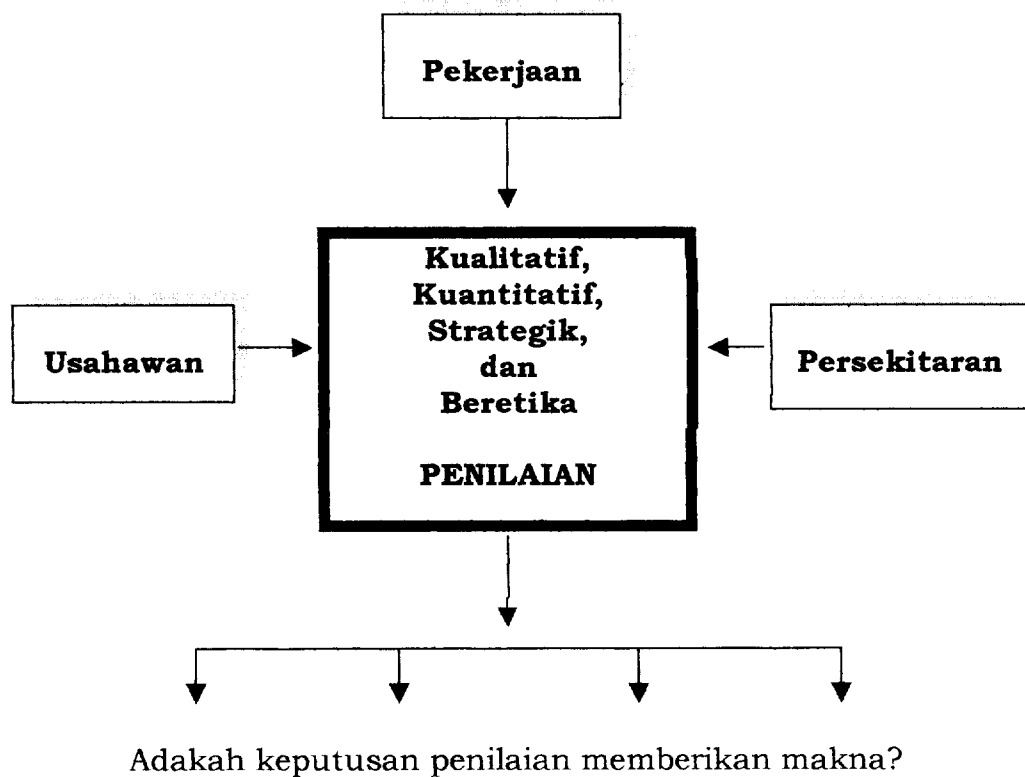 Pekerjaan
Usahawan
Kualitatif,
Kuantitatif,
Strategik,
dan
Beretika
PENILAIAN
Persekitaran
Adakah keputusan penilaian memberikan makna?